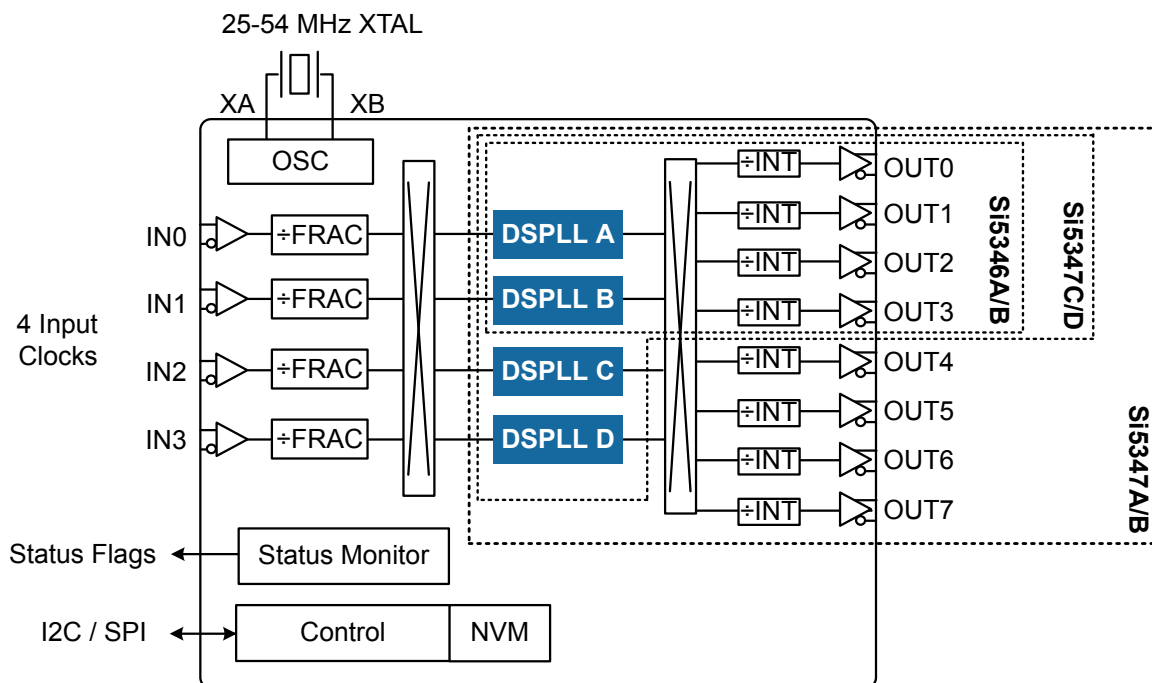 25-54 MHz XTAL
XA
XB
OSC
IN0
÷FRAC
IN1
÷FRAC
4 Input
Clocks
IN2
÷FRAC
IN3
÷FRAC
DSPLL A
DSPLL B
DSPLL C
DSPLL D
÷INT
OUT0
÷INT
OUT1
÷INT
OUT2
÷INT
OUT3
÷INT
OUT4
÷INT
OUT5
÷INT
OUT6
÷INT
OUT7
Si5346A/B
Si5347C/D
Si5347A/B
Status Flags
Status Monitor
I2C / SPI
Control
NVM